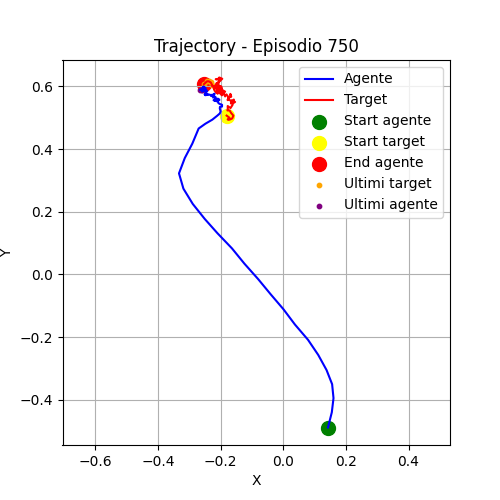 Trajectory - Episodio 750
Agente
Target
Start agente
Start target
End agente
Ultimi target
Ultimi agente
Y
0.6
0.4
0.2
0.0
−0.2
−0.4
−0.6 −0.4 −0.2 0.0 0.2 0.4
X